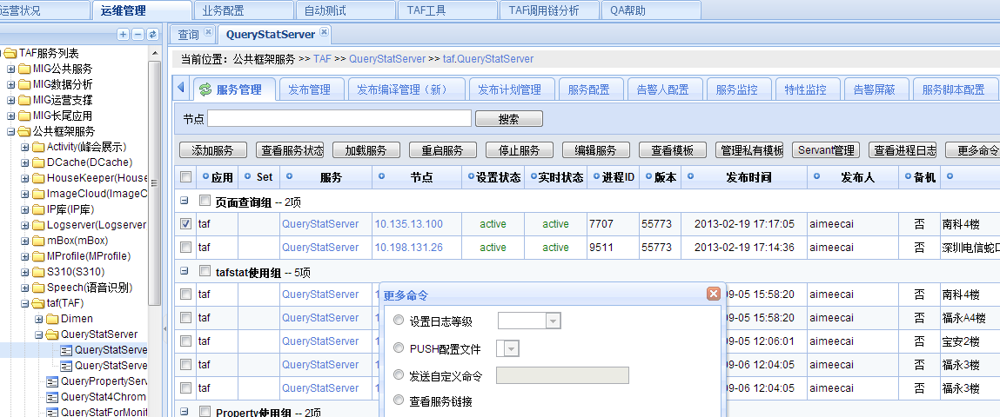 运营状况 运维管理 业务配置 自动测试 TAF工具 TAF调用链分析 QA帮助
查询 QueryStatServer
当前位置：公共框架服务 >> TAF >> QueryStatServer >> taf.QueryStatServer
服务管理 发布管理 发布编译管理（新） 发布计划管理 服务配置 告警人配置 服务监控 特性监控 告警屏蔽 服务脚本配置
节点 搜索
添加服务 查看服务状态 加载服务 重启服务 停止服务 编辑服务 查看模板 管理私有模板 Servant管理 查看进程日志 更多命令
应用 Set 服务 节点 设置状态 实时状态 进程ID 版本 发布时间 发布人 备机
页面查询组 -- 2项
taf QueryStatServer 10.135.13.100 active active 7707 55773 2013-02-19 17:17:05 aimeecai 否 南科4楼
taf QueryStatServer 10.198.131.26 active active 9511 55773 2013-02-19 17:14:36 aimeecai 否 深圳电信蛇口
tafstat使用组 -- 5项
taf QueryStatServer 09-05 15:58:20 aimeecai 否 南科4楼
taf QueryStatServer 09-05 15:58:20 aimeecai 否 福永A4楼
taf QueryStatServer 09-05 12:06:01 aimeecai 否 宝安2楼
taf QueryStatServer 09-06 12:04:05 aimeecai 否 福永3楼
taf QueryStatServer 09-06 12:04:05 aimeecai 否 福永3楼
Property使用组 -- 2项
更多命令
设置日志等级
PUSH配置文件
发送自定义命令
查看服务链接
TAF服务列表
MIG公共服务
MIG数据分析
MIG运营支撑
MIG长尾应用
公共框架服务
Activity(峰会展示)
DCache(DCache)
HouseKeeper(House
ImageCloud(ImageC
IP库(IP库)
Logserver(Logserver
mBox(mBox)
MProfile(MProfile)
S310(S310)
Speech(语音识别)
taf(TAF)
Dimen
QueryStatServer
QueryStatServe
QueryStatServe
QueryPropertyServ
QueryStat4Chrom
QueryStatForMonit